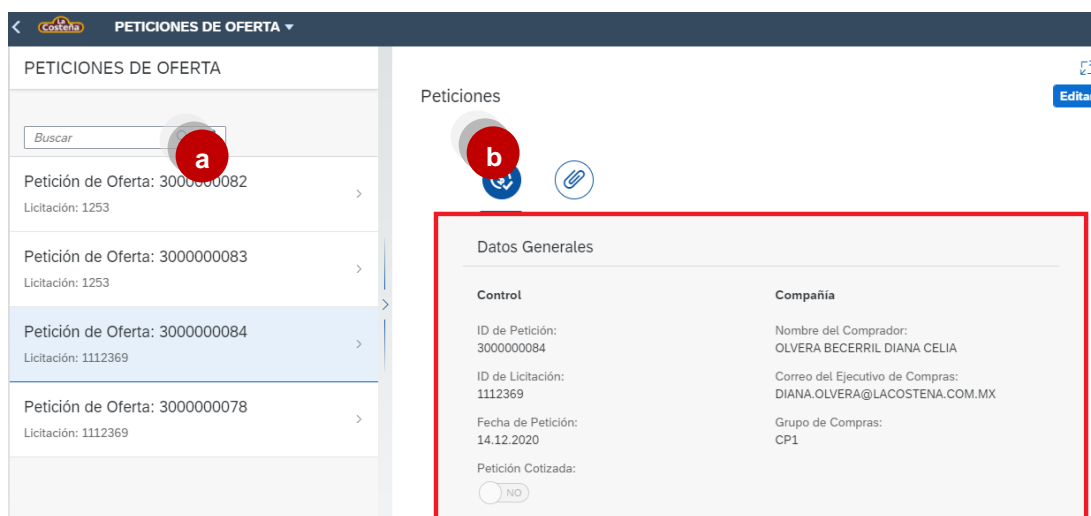 La Costeña PETICIONES DE OFERTA
PETICIONES DE OFERTA
Buscar
a
Petición de Oferta: 3000000082
Licitación: 1253
Petición de Oferta: 3000000083
Licitación: 1253
Petición de Oferta: 3000000084
Licitación: 1112369
Petición de Oferta: 3000000078
Licitación: 1112369
Peticiones
Editar
b
Datos Generales
Control
ID de Petición:
3000000084
ID de Licitación:
1112369
Fecha de Petición:
14.12.2020
Petición Cotizada:
NO
Compañía
Nombre del Comprador:
OLVERA BECERRIL DIANA CELIA
Correo del Ejecutivo de Compras:
DIANA.OLVERA@LACOSTENA.COM.MX
Grupo de Compras:
CP1